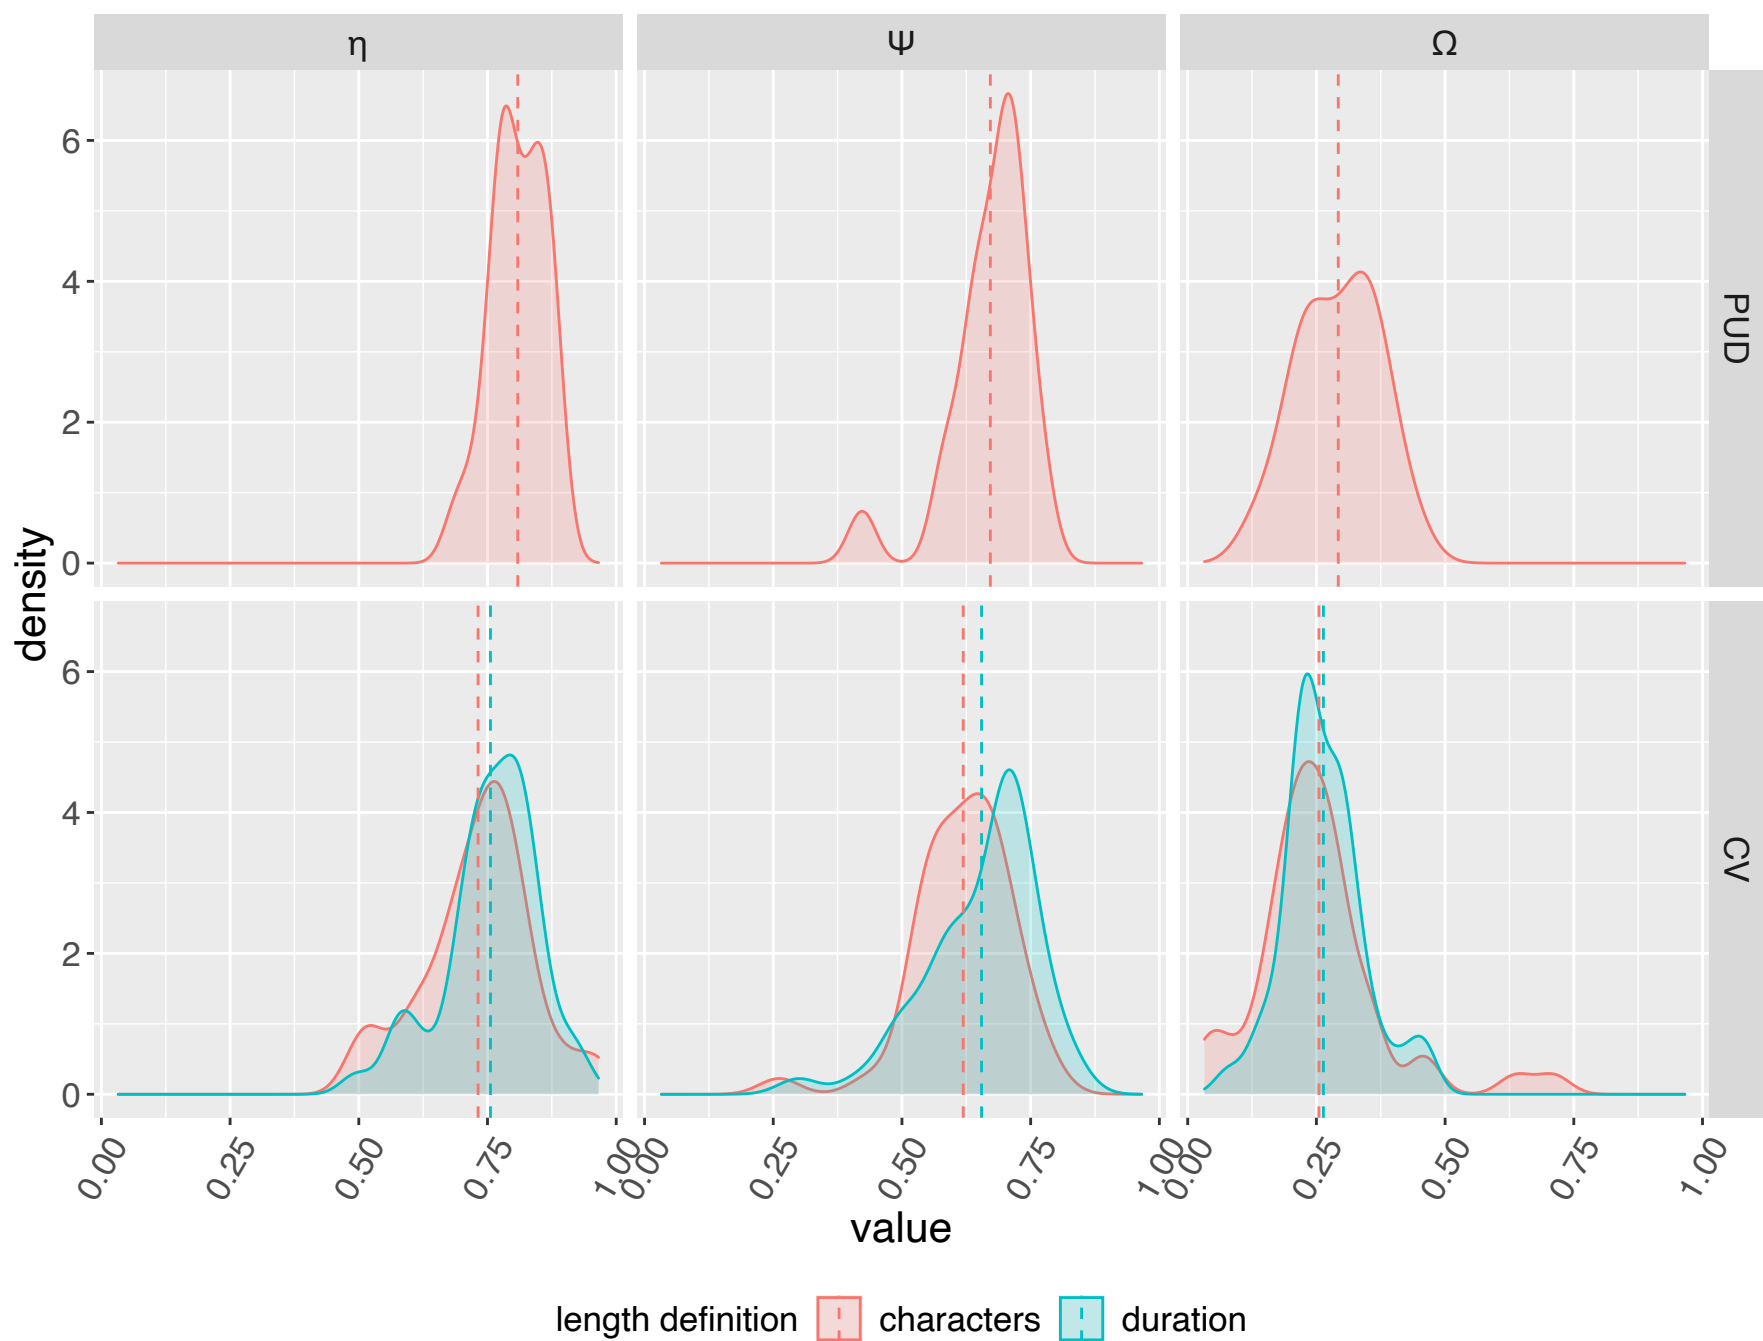 η Ψ Ω
6
4
2
0
PUD
density
6
4
2
0
CV
0.00 0.25 0.50 0.75 1.00 0.00 0.25 0.50 0.75 1.00 0.00 0.25 0.50 0.75 1.00
value
length definition characters duration